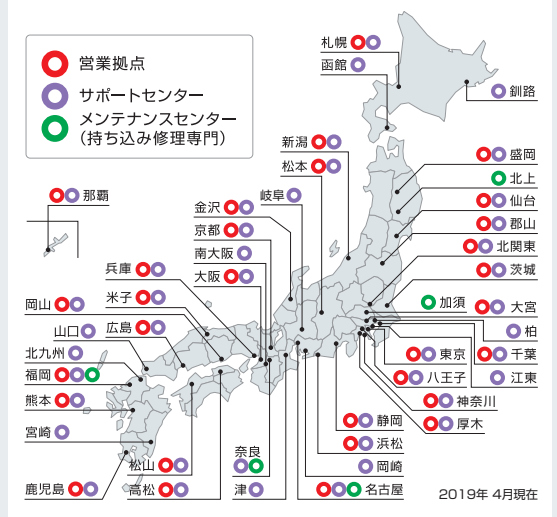 営業拠点
サポートセンター
メンテナンスセンター
（持ち込み修理専門）
札幌
函館
釧路
新潟
松本
盛岡
北上
仙台
郡山
北関東
茨城
那覇
金沢
岐阜
京都
南大阪
大阪
兵庫
米子
広島
岡山
山口
北九州
福岡
熊本
宮崎
鹿児島
加須
大宮
柏
東京
千葉
八王子
江東
神奈川
厚木
静岡
浜松
岡崎
名古屋
奈良
津
松山
高松
2019年 4月現在